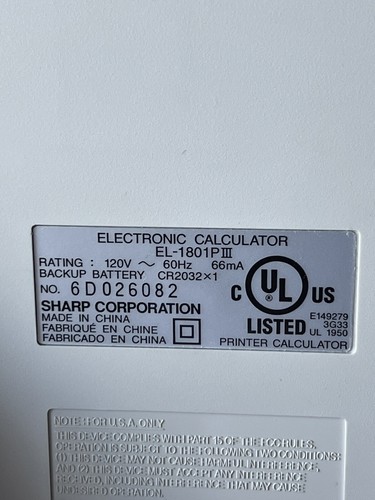 ELECTRONIC CALCULATOR
EL-1801PIII
RATING : 120V ～ 60Hz 66mA
BACKUP BATTERY CR2032×1
NO. 6D026082
SHARP CORPORATION
MADE IN CHINA
FABRIQUÉ EN CHINE
FABRICADO EN CHINA
C UL US
®
LISTED
E149279
3G33
UL 1950
PRINTER CALCULATOR
NOTE : FOR U.S.A. ONLY
THIS DEVICE COMPLIES WITH PART 15 OF THE FCC RULES.
OPERATION IS SUBJECT TO THE FOLLOWING TWO CONDITIONS:
(1) THIS DEVICE MAY NOT CAUSE HARMFUL INTERFERENCE,
AND (2) THIS DEVICE MUST ACCEPT ANY INTERFERENCE
RECEIVED, INCLUDING INTERFERENCE THAT MAY CAUSE